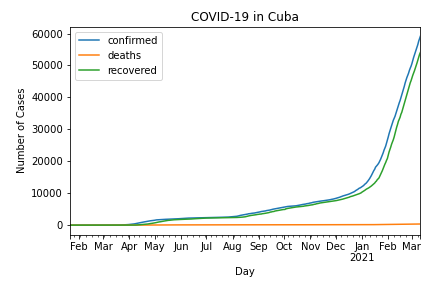 COVID-19 in Cuba
confirmed
deaths
recovered
Number of Cases
60000
50000
40000
30000
20000
10000
0
Feb Mar Apr May Jun Jul Aug Sep Oct Nov Dec Jan Feb Mar
2021
Day